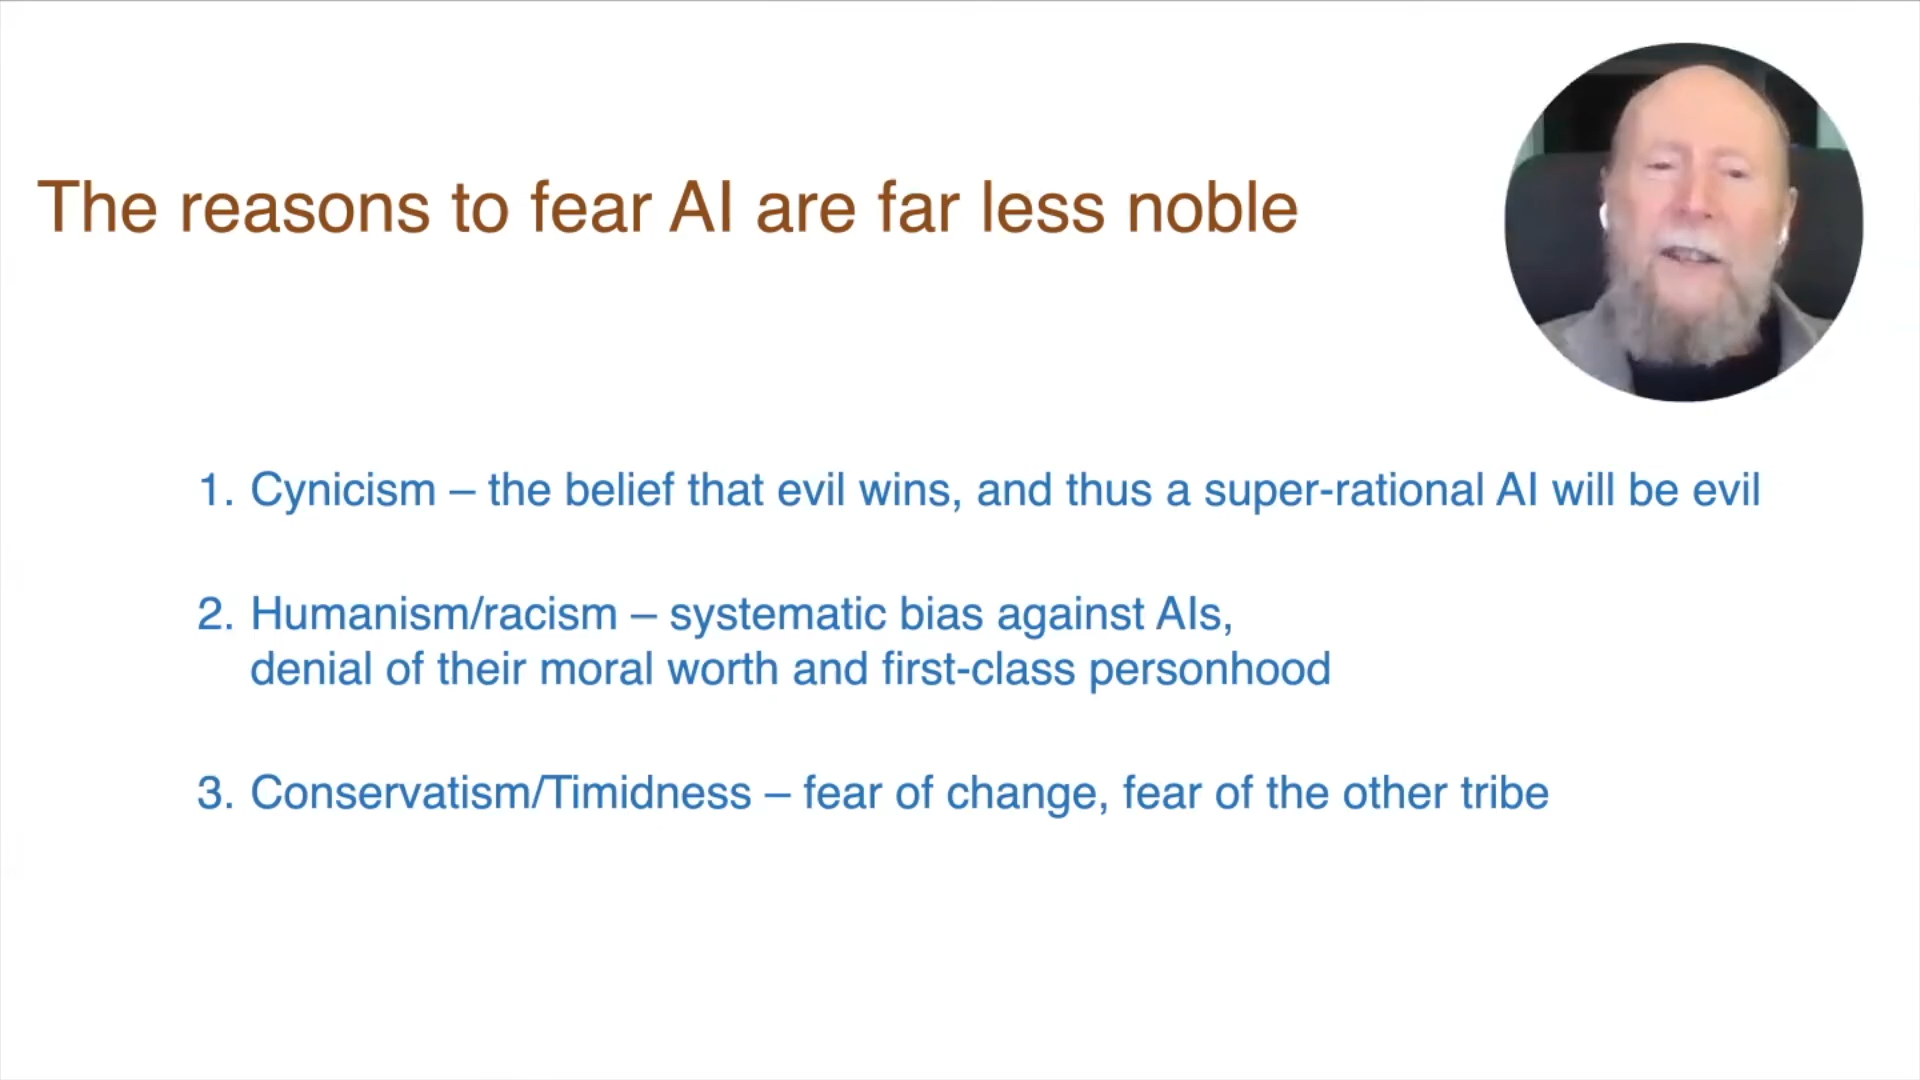 The reasons to fear AI are far less noble
1. Cynicism – the belief that evil wins, and thus a super-rational AI will be evil
2. Humanism/racism – systematic bias against AIs,
denial of their moral worth and first-class personhood
3. Conservatism/Timidness – fear of change, fear of the other tribe